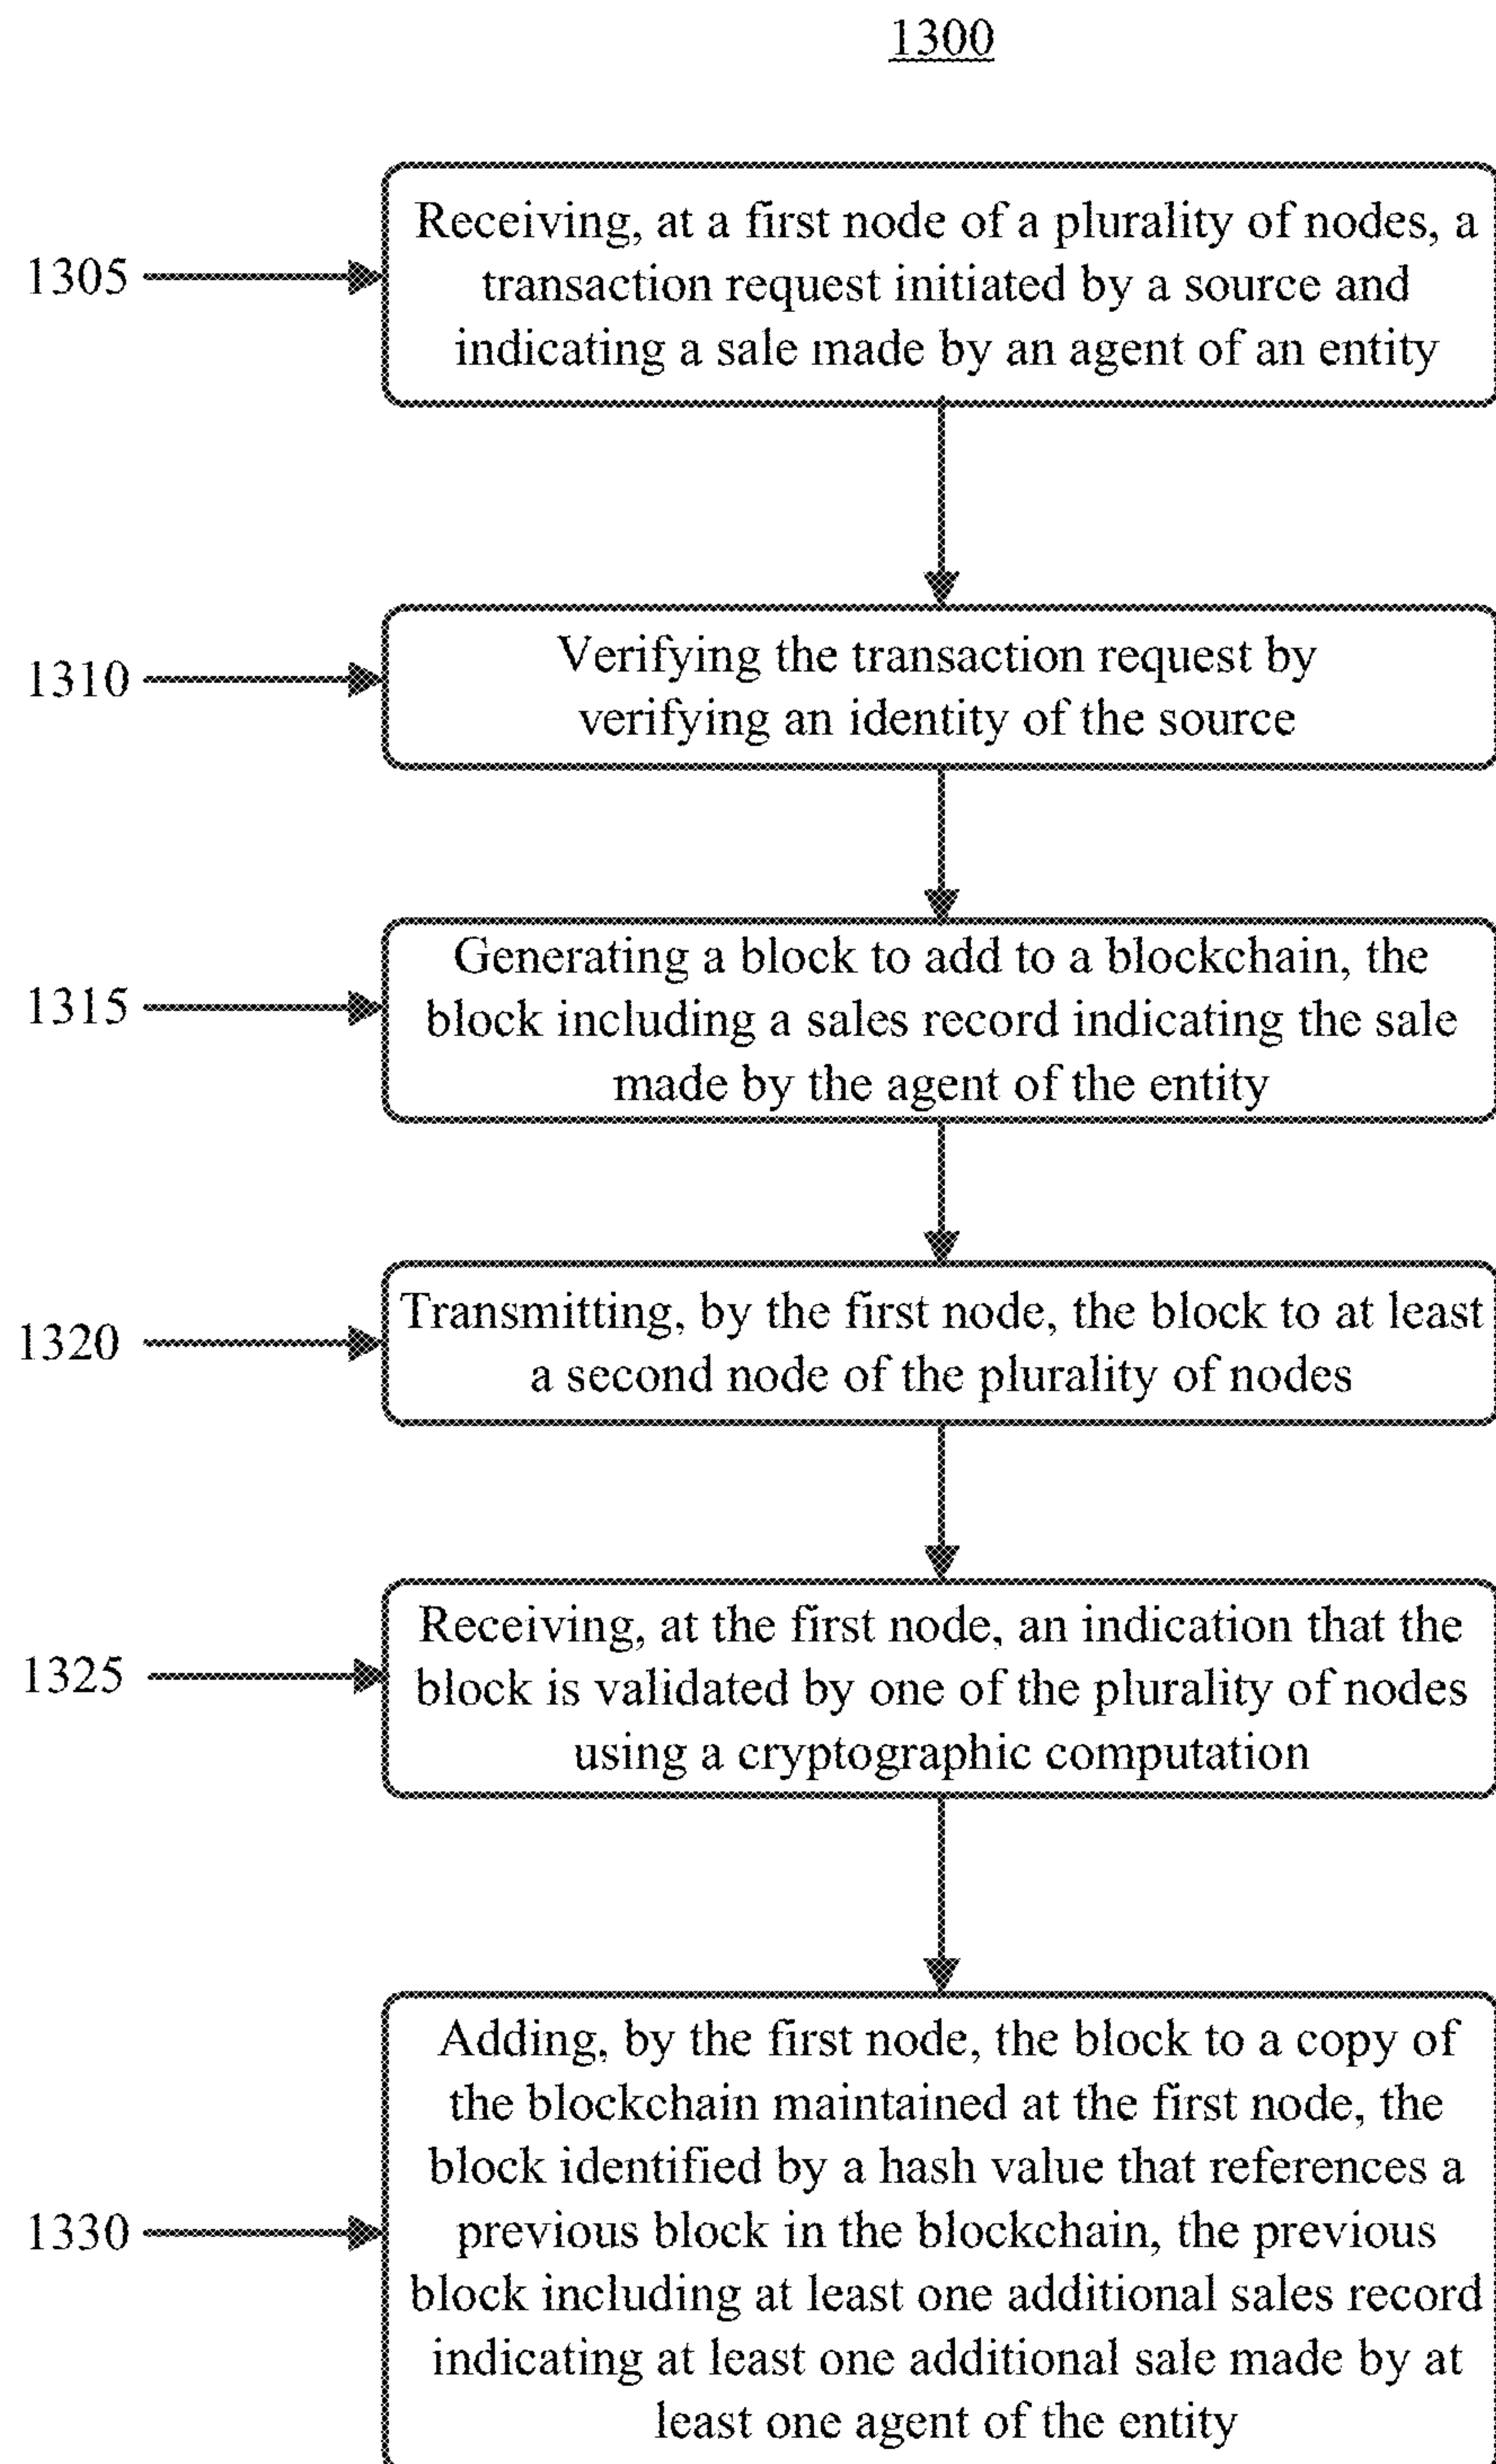 1300
1305
Receiving, at a first node of a plurality of nodes, a
transaction request initiated by a source and
indicating a sale made by an agent of an entity
1310
Verifying the transaction request by
verifying an identity of the source
1315
Generating a block to add to a blockchain, the
block including a sales record indicating the sale
made by the agent of the entity
1320
Transmitting, by the first node, the block to at least
a second node of the plurality of nodes
1325
Receiving, at the first node, an indication that the
block is validated by one of the plurality of nodes
using a cryptographic computation
1330
Adding, by the first node, the block to a copy of
the blockchain maintained at the first node, the
block identified by a hash value that references a
previous block in the blockchain, the previous
block including at least one additional sales record
indicating at least one additional sale made by at
least one agent of the entity